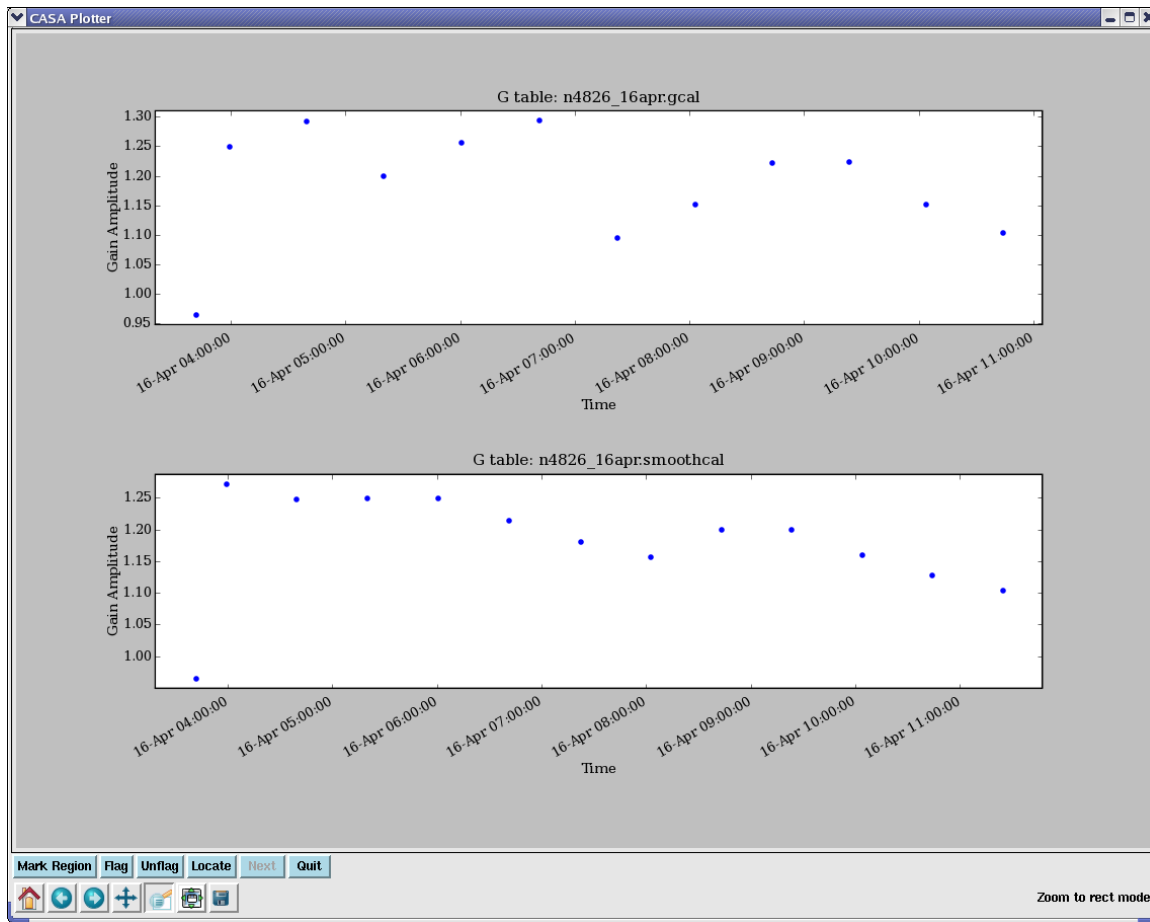 CASA Plotter
G table: n4826_16apr.gcal
Gain Amplitude
1.30
1.25
1.20
1.15
1.10
1.05
1.00
0.95
16-Apr 04:00:00
16-Apr 05:00:00
16-Apr 06:00:00
16-Apr 07:00:00
16-Apr 08:00:00
16-Apr 09:00:00
16-Apr 10:00:00
16-Apr 11:00:00
Time
G table: n4826_16apr.smoothcal
Gain Amplitude
1.25
1.20
1.15
1.10
1.05
1.00
16-Apr 04:00:00
16-Apr 05:00:00
16-Apr 06:00:00
16-Apr 07:00:00
16-Apr 08:00:00
16-Apr 09:00:00
16-Apr 10:00:00
16-Apr 11:00:00
Time
Mark Region Flag Unflag Locate Next Quit
Zoom to rect mode